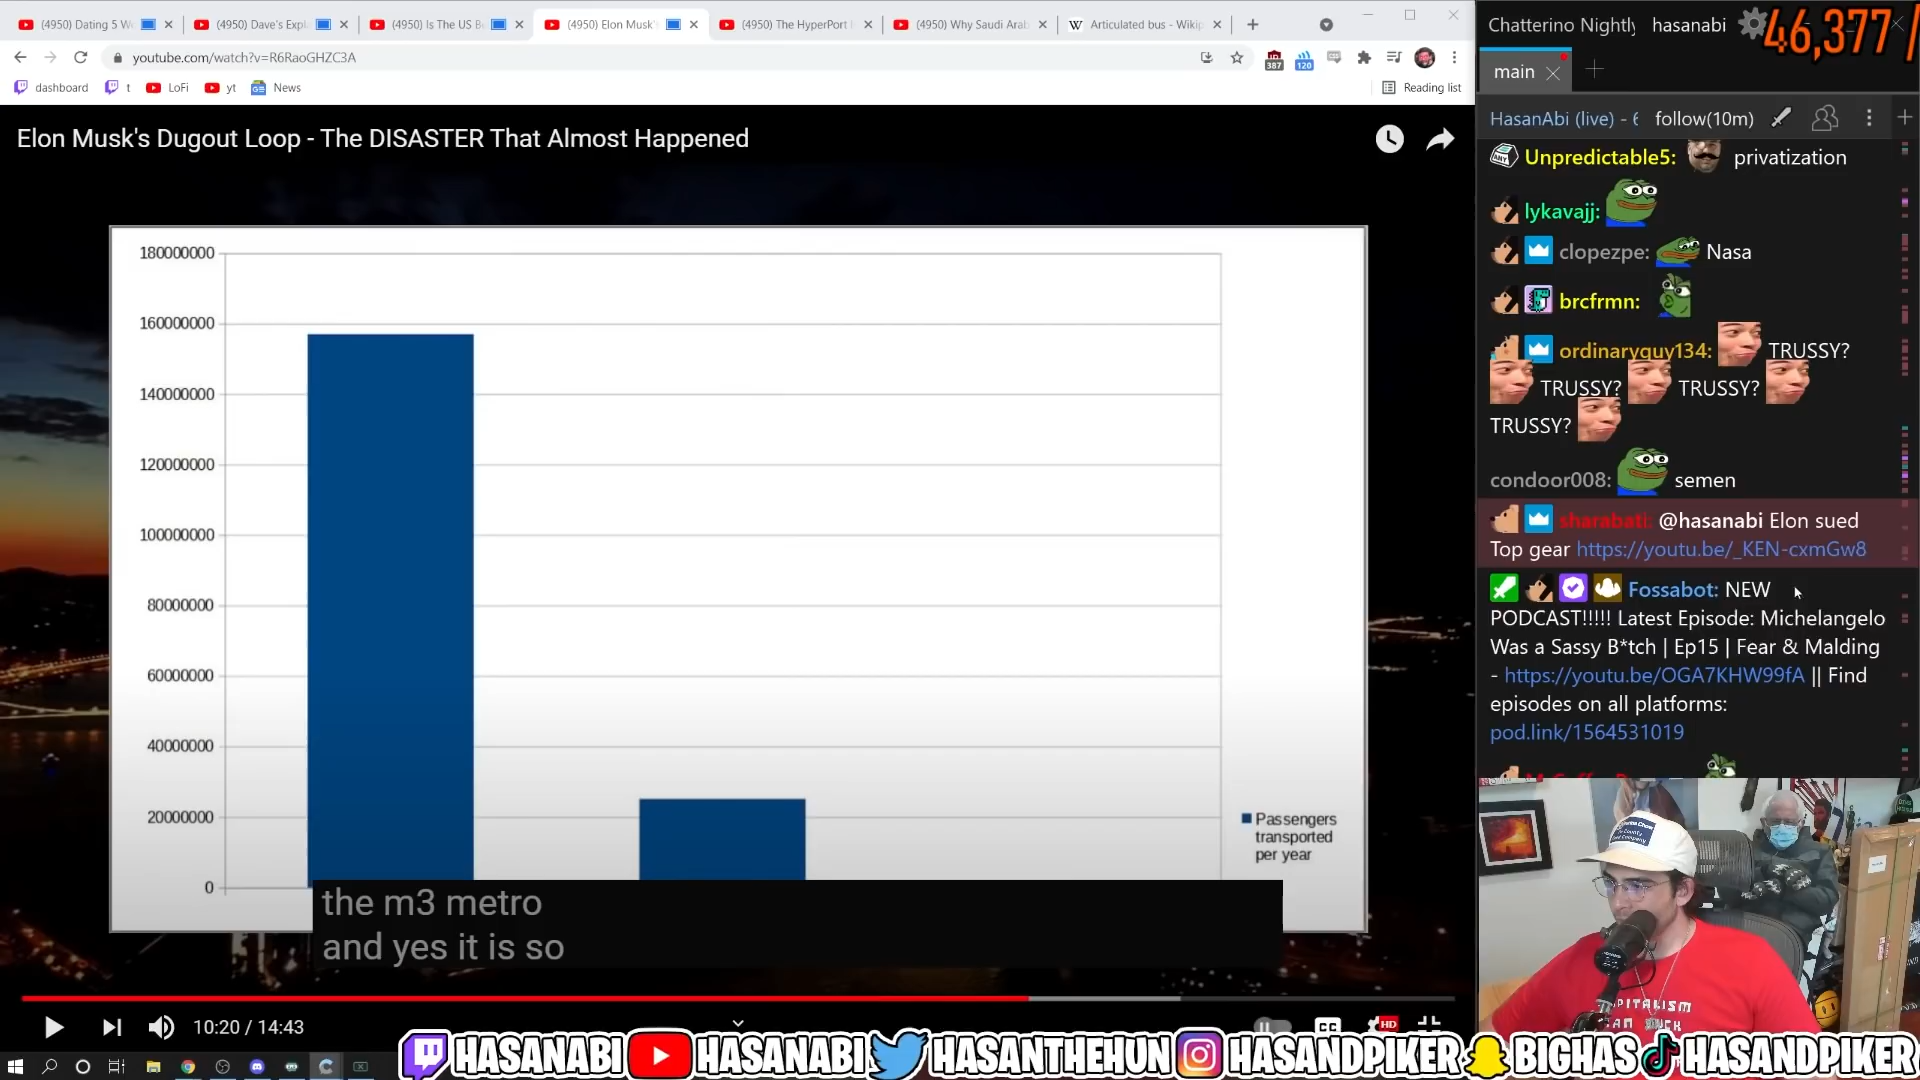 (4950) Dating 5 W
(4950) Dave's Expl
(4950) Is The US B
(4950) Elon Musk'
(4950) The HyperPort
(4950) Why Saudi Arab
Articulated bus - Wikip
youtube.com/watch?v=R6RaoGHZC3A
387
120
dashboard
t
LoFi
yt
News
Reading list
Elon Musk's Dugout Loop - The DISASTER That Almost Happened
180000000
160000000
140000000
120000000
100000000
80000000
60000000
40000000
20000000
0
Passengers
transported
per year
the m3 metro
and yes it is so
10:20 / 14:43
HD
Chatterino Nightly
hasanabi
46,377 /
main
HasanAbi (live) - 6
follow(10m)
Unpredictable5: privatization
lykavajj:
clopezpe: Nasa
brcfrmn:
ordinaryguy134: TRUSSY?
TRUSSY? TRUSSY?
TRUSSY?
condoor008: semen
sharabati: @hasanabi Elon sued
Top gear https://youtu.be/_KEN-cxmGw8
Fossabot: NEW
PODCAST!!!!! Latest Episode: Michelangelo
Was a Sassy B*tch | Ep15 | Fear & Malding
- https://youtu.be/OGA7KHW99fA || Find
episodes on all platforms:
pod.link/1564531019
HASANABI HASANABI HASANTHEHUN HASANDPIKER BIGHAS HASANDPIKER